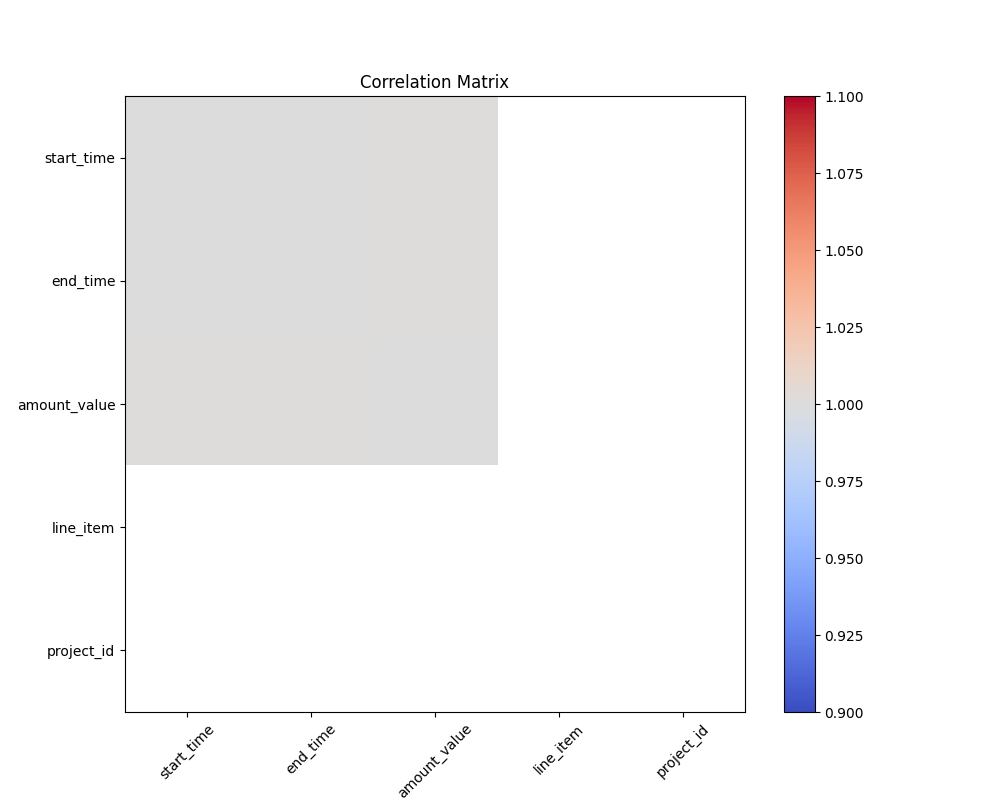 Correlation Matrix
start_time
end_time
amount_value
line_item
project_id
start_time
end_time
amount_value
line_item
project_id
1.100
1.075
1.050
1.025
1.000
0.975
0.950
0.925
0.900